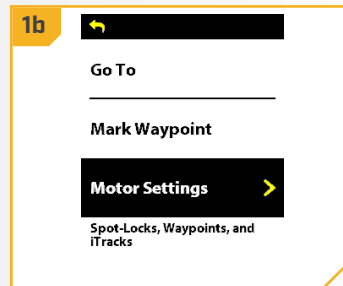 1b
Go To
Mark Waypoint
Motor Settings
Spot-Locks, Waypoints, and
iTracks